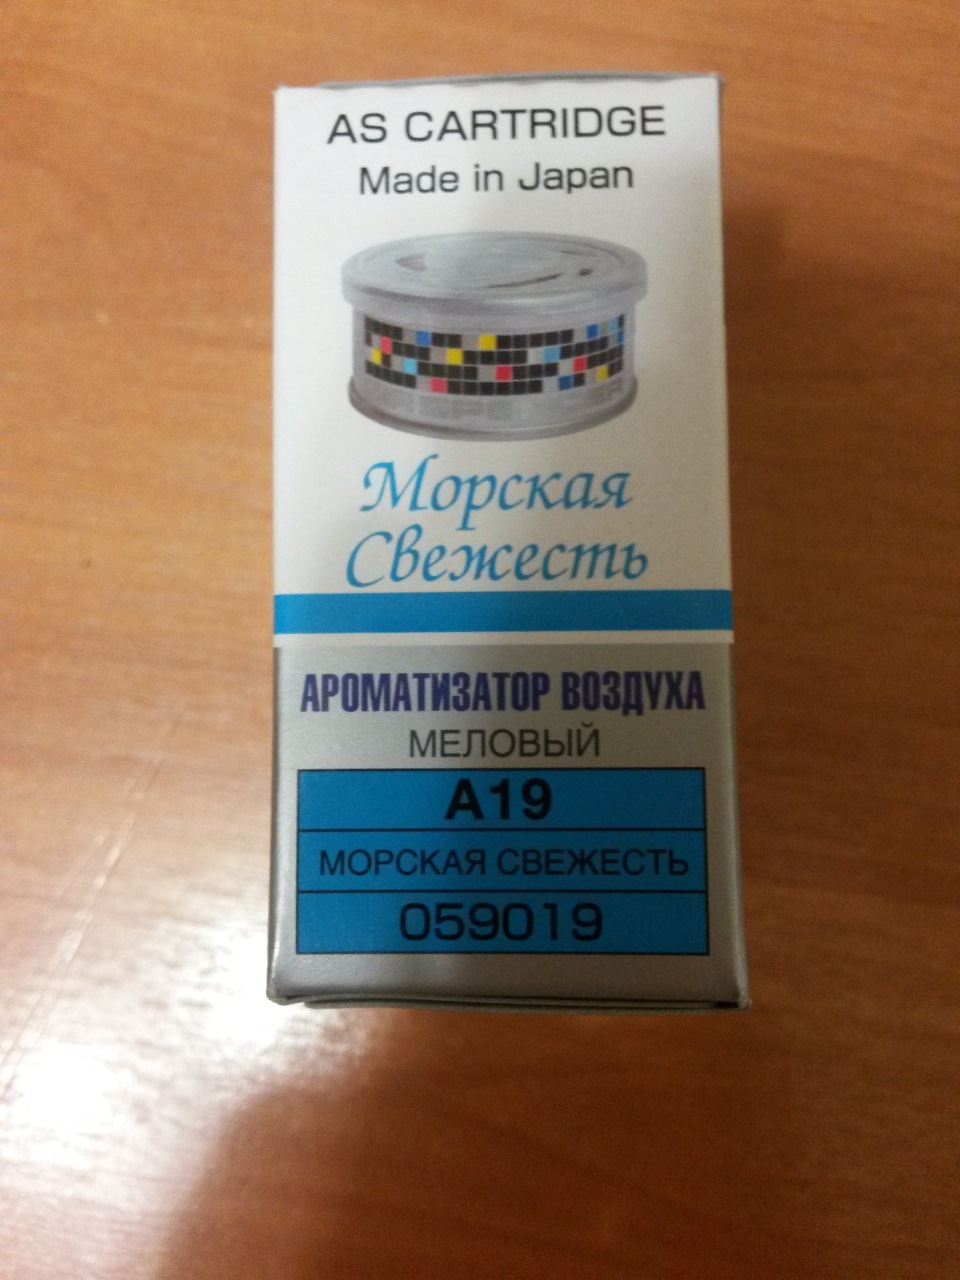 AS CARTRIDGE
Made in Japan
Морская
Свежесть
АРОМАТИЗАТОР ВОЗДУХА
МЕЛОВЫЙ
A19
МОРСКАЯ СВЕЖЕСТЬ
059019